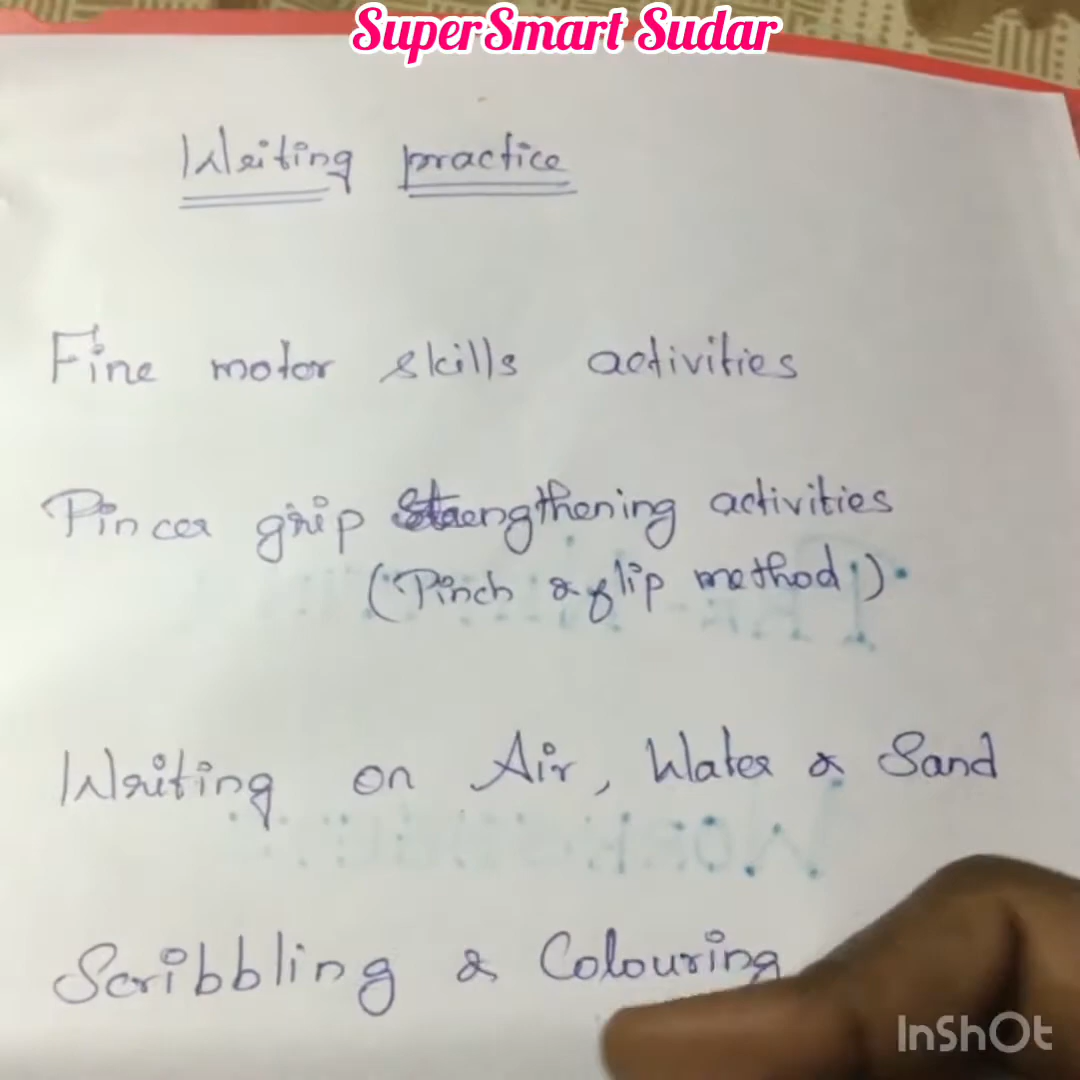 SuperSmart Sudar
Writing practice
Fine motor skills activities
Pincer grip Strengthening activities
(Pinch & flip method)
Writing on Air, Water & Sand
Scribbling & Colouring
InShOt